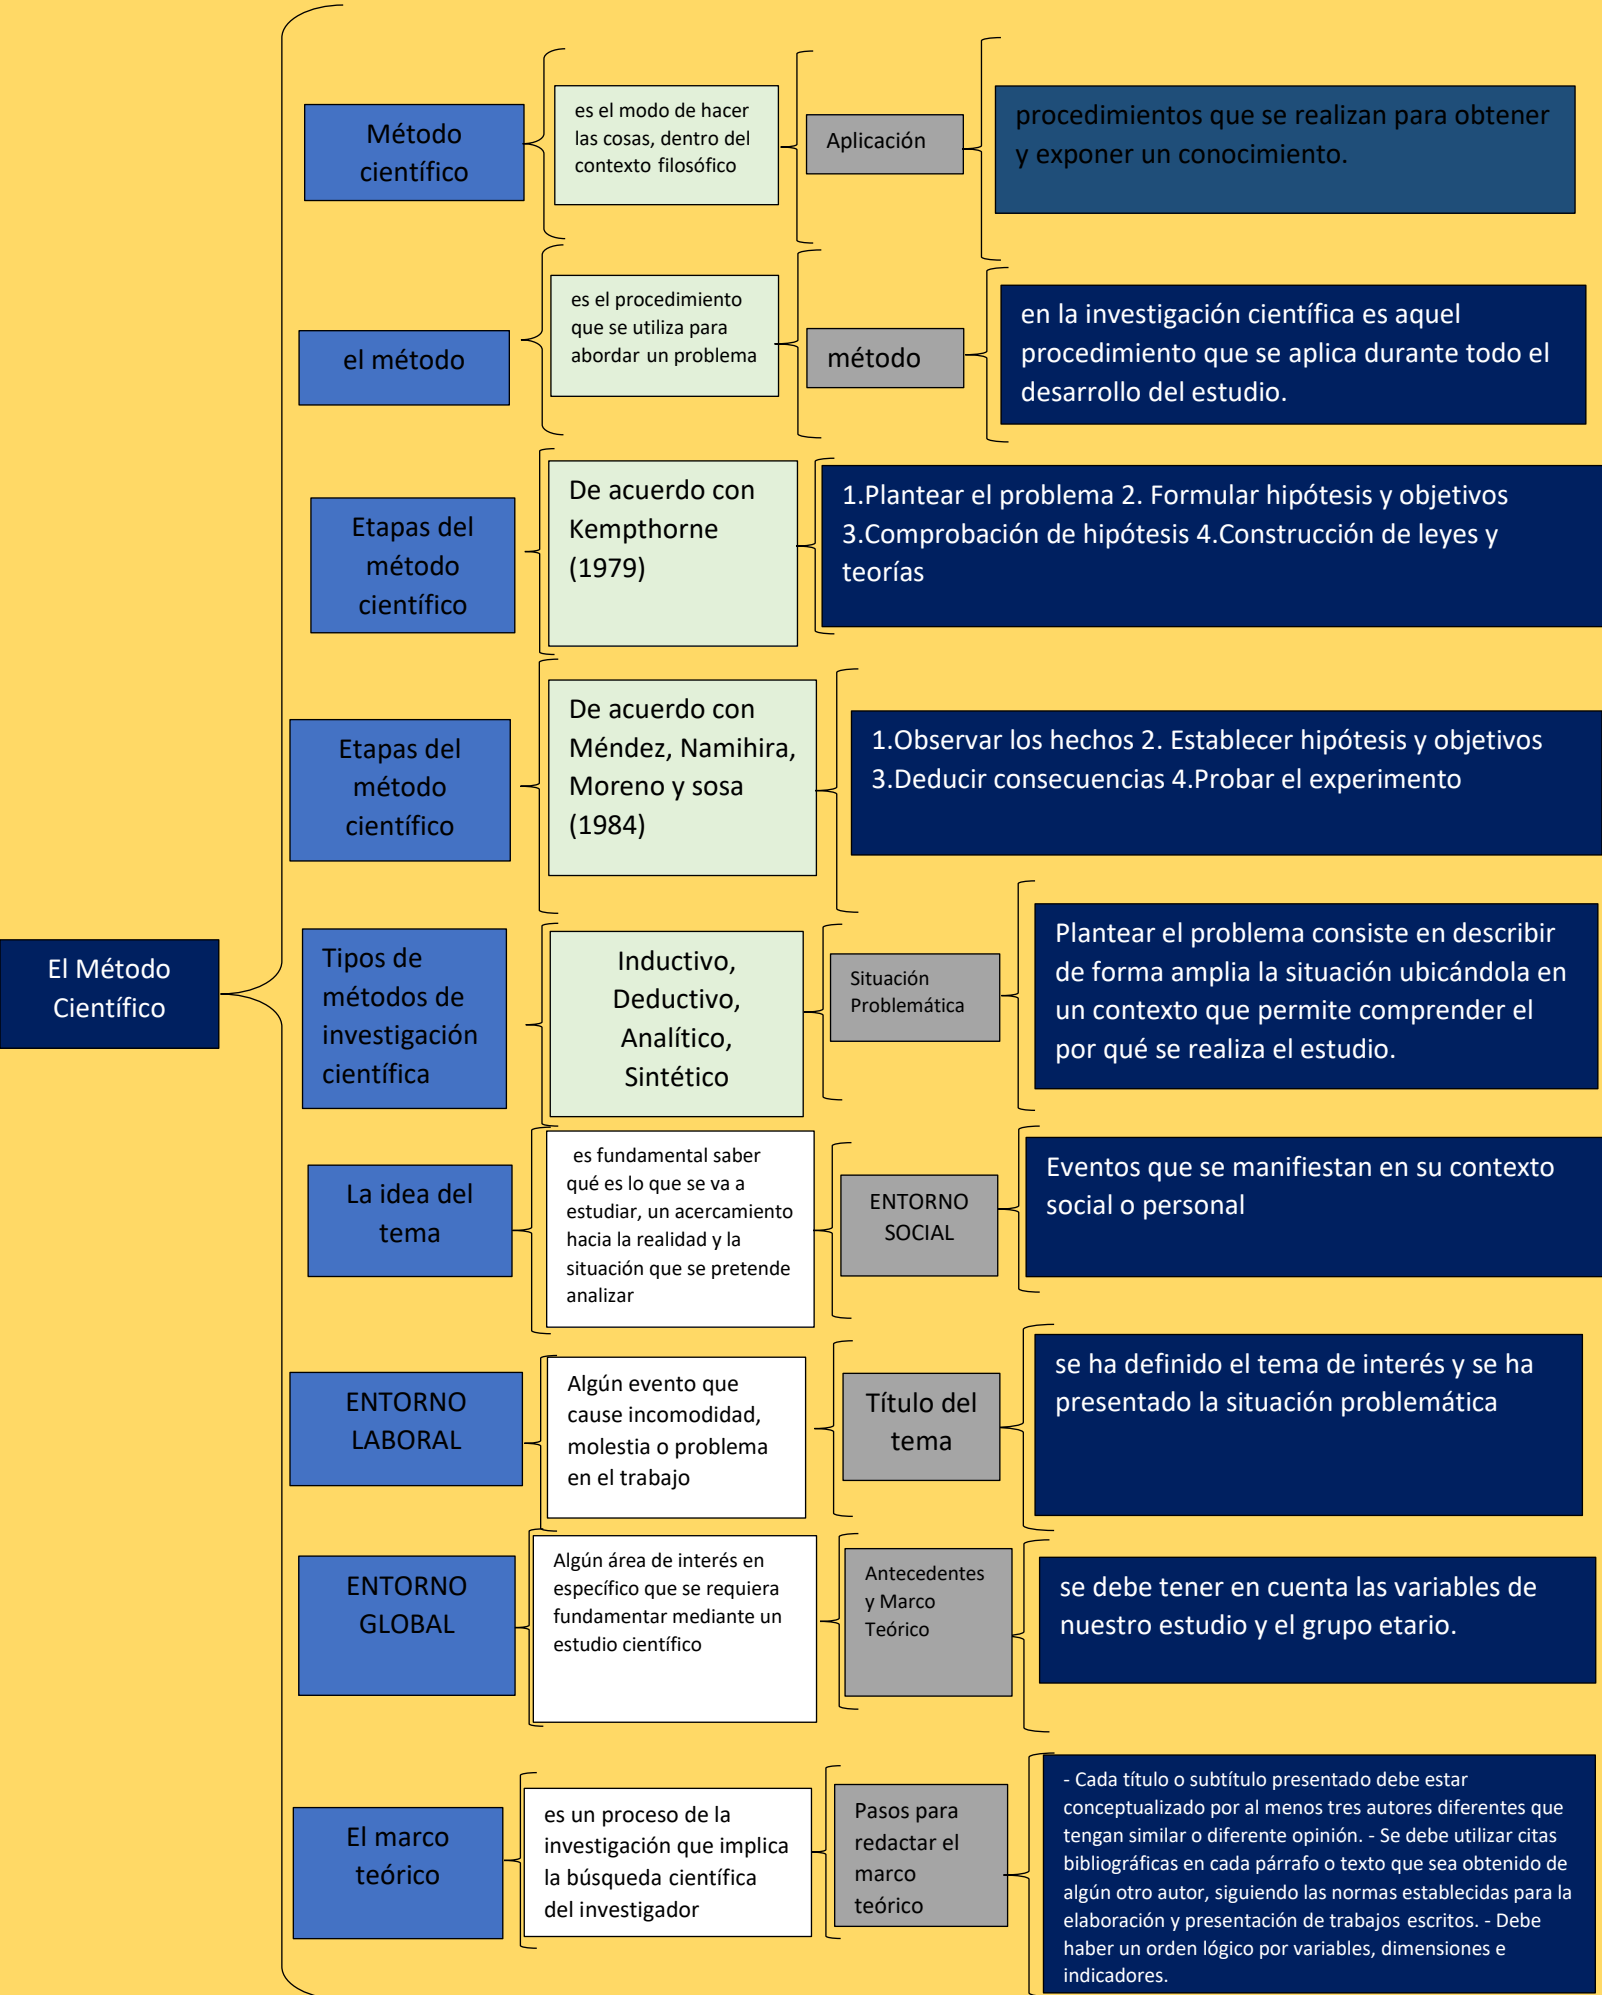 El Método
Científico
Método
científico
es el modo de hacer
las cosas, dentro del
contexto filosófico
Aplicación
procedimientos que se realizan para obtener
y exponer un conocimiento.
el método
es el procedimiento
que se utiliza para
abordar un problema
método
en la investigación científica es aquel
procedimiento que se aplica durante todo el
desarrollo del estudio.
Etapas del
método
científico
De acuerdo con
Kempthorne
(1979)
1.Plantear el problema 2. Formular hipótesis y objetivos
3.Comprobación de hipótesis 4.Construcción de leyes y
teorías
Etapas del
método
científico
De acuerdo con
Méndez, Namihira,
Moreno y sosa
(1984)
1.Observar los hechos 2. Establecer hipótesis y objetivos
3.Deducir consecuencias 4.Probar el experimento
Tipos de
métodos de
investigación
científica
Inductivo,
Deductivo,
Analítico,
Sintético
Situación
Problemática
Plantear el problema consiste en describir
de forma amplia la situación ubicándola en
un contexto que permite comprender el
por qué se realiza el estudio.
La idea del
tema
es fundamental saber
qué es lo que se va a
estudiar, un acercamiento
hacia la realidad y la
situación que se pretende
analizar
ENTORNO
SOCIAL
Eventos que se manifiestan en su contexto
social o personal
ENTORNO
LABORAL
Algún evento que
cause incomodidad,
molestia o problema
en el trabajo
Título del
tema
se ha definido el tema de interés y se ha
presentado la situación problemática
ENTORNO
GLOBAL
Algún área de interés en
específico que se requiera
fundamentar mediante un
estudio científico
Antecedentes
y Marco
Teórico
se debe tener en cuenta las variables de
nuestro estudio y el grupo etario.
El marco
teórico
es un proceso de la
investigación que implica
la búsqueda científica
del investigador
Pasos para
redactar el
marco
teórico
- Cada título o subtítulo presentado debe estar
conceptualizado por al menos tres autores diferentes que
tengan similar o diferente opinión. - Se debe utilizar citas
bibliográficas en cada párrafo o texto que sea obtenido de
algún otro autor, siguiendo las normas establecidas para la
elaboración y presentación de trabajos escritos. - Debe
haber un orden lógico por variables, dimensiones e
indicadores.